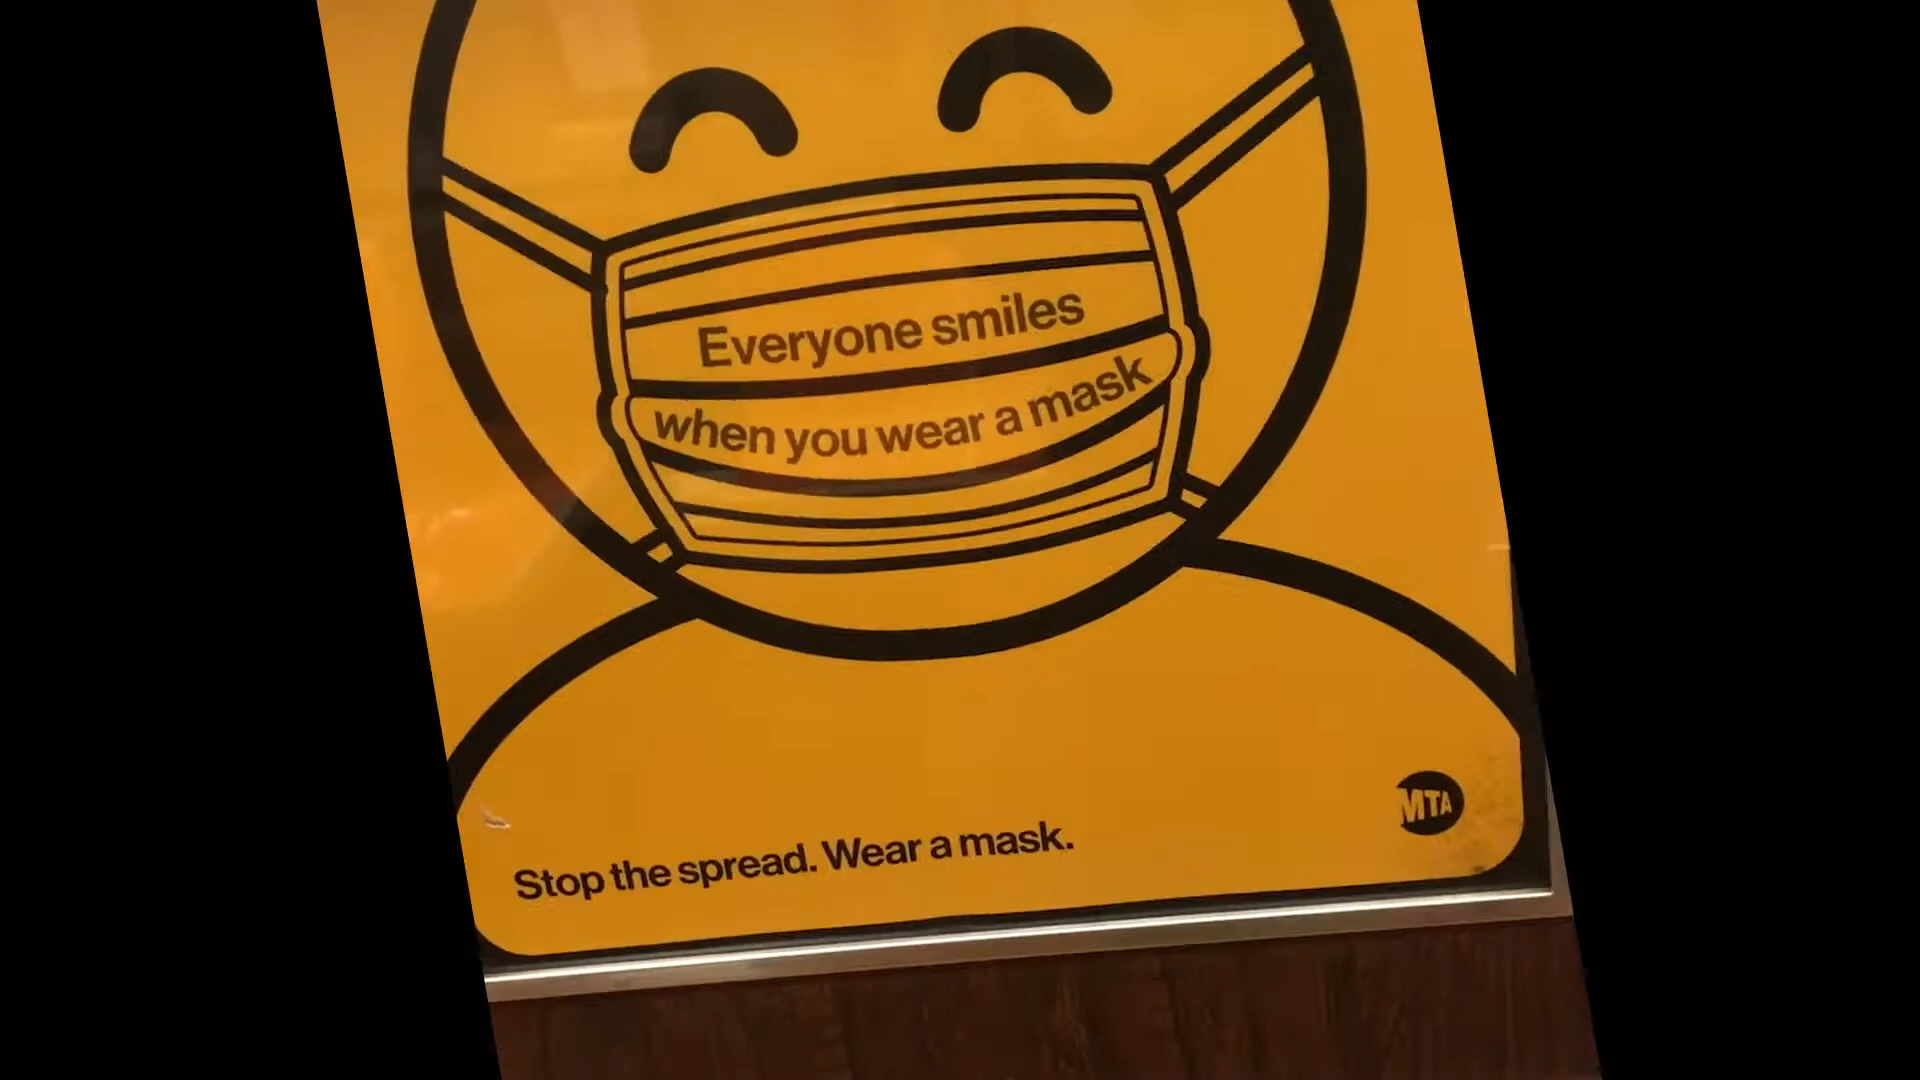 Everyone smiles
when you wear a mask
Stop the spread. Wear a mask.
MTA